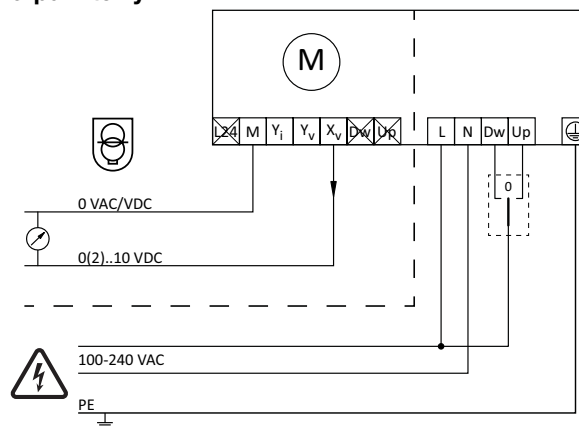 M
L24 M Yi Yv Xv Dw Up L N Dw Up
0
0 VAC/VDC
0(2)..10 VDC
100-240 VAC
PE